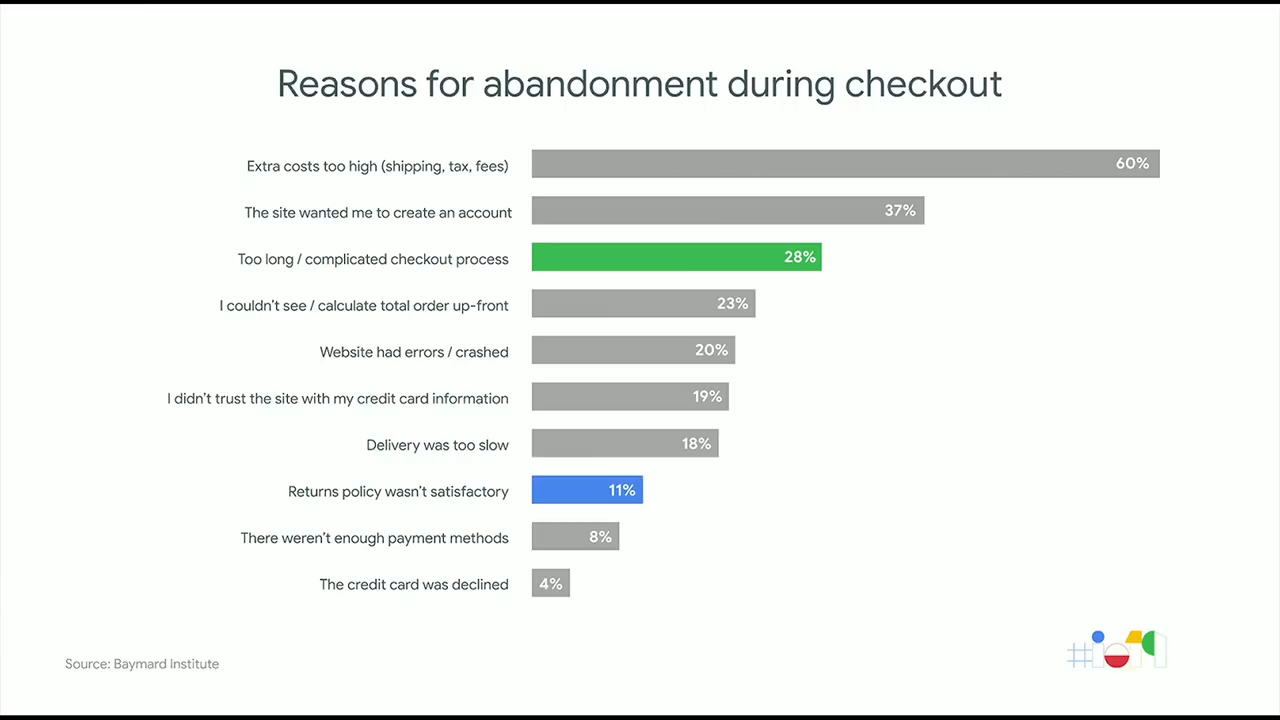 Reasons for abandonment during checkout
Extra costs too high (shipping, tax, fees) 60%
The site wanted me to create an account 37%
Too long / complicated checkout process 28%
I couldn't see / calculate total order up-front 23%
Website had errors / crashed 20%
I didn't trust the site with my credit card information 19%
Delivery was too slow 18%
Returns policy wasn't satisfactory 11%
There weren't enough payment methods 8%
The credit card was declined 4%
Source: Baymard Institute
#io19